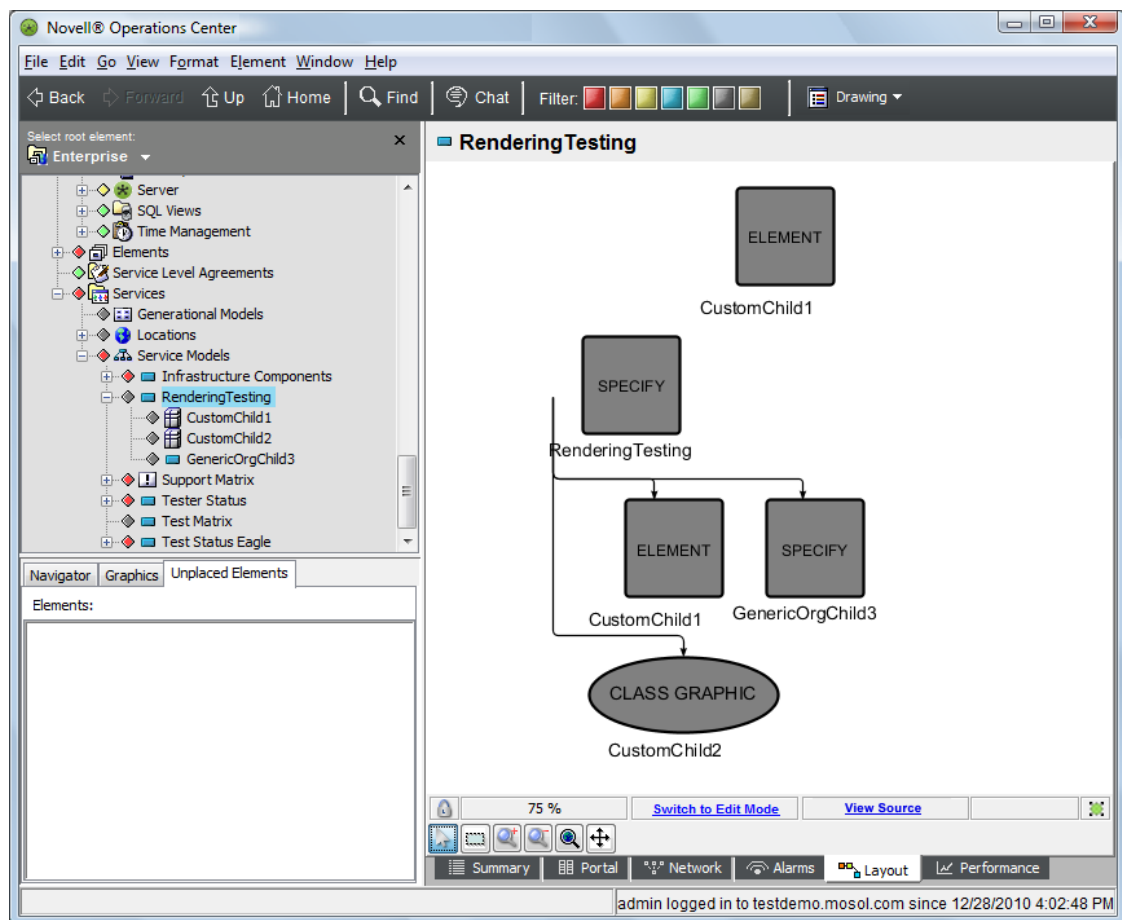 Novell® Operations Center
File Edit Go View Format Element Window Help
Back Forward Up Home Find Chat Filter: Drawing
Select root element:
Enterprise
Server
SQL Views
Time Management
Elements
Service Level Agreements
Services
Generational Models
Locations
Service Models
Infrastructure Components
RenderingTesting
CustomChild1
CustomChild2
GenericOrgChild3
Support Matrix
Tester Status
Test Matrix
Test Status Eagle
Navigator Graphics Unplaced Elements
Elements:
RenderingTesting
ELEMENT
CustomChild1
SPECIFY
RenderingTesting
ELEMENT SPECIFY
CustomChild1 GenericOrgChild3
CLASS GRAPHIC
CustomChild2
75 % Switch to Edit Mode View Source
Summary Portal Network Alarms Layout Performance
admin logged in to testdemo.mosol.com since 12/28/2010 4:02:48 PM